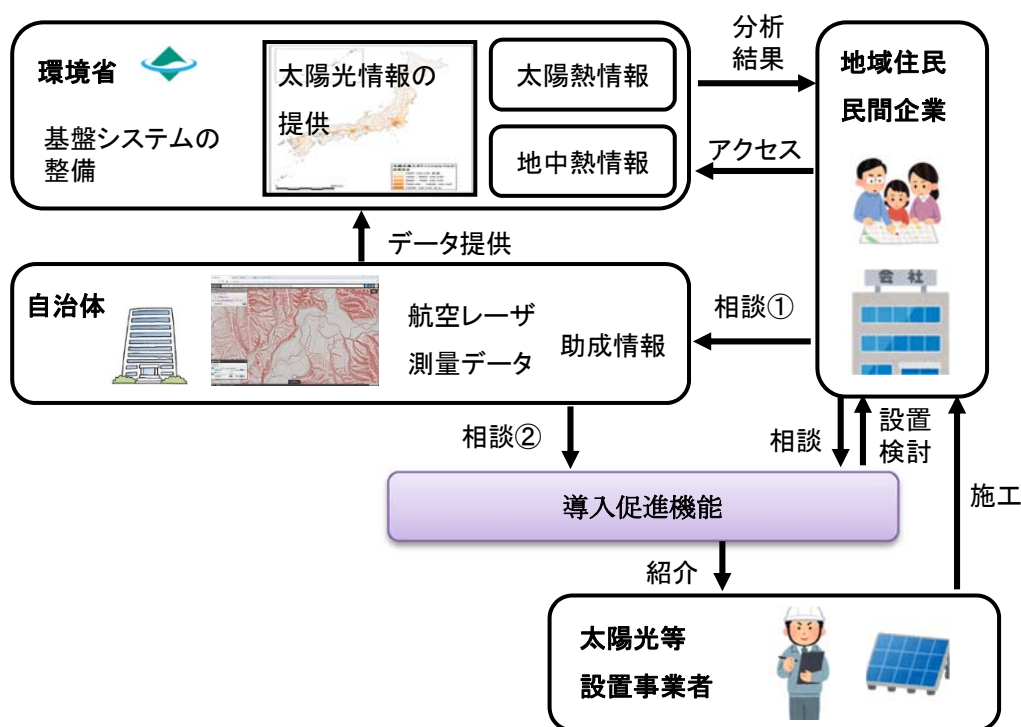 環境省
基盤システムの
整備
太陽光情報の
提供
太陽熱情報
地中熱情報
分析
結果
アクセス
地域住民
民間企業
会社
データ提供
自治体
航空レーザ
測量データ
助成情報
相談①
相談②
相談
設置
検討
施工
導入促進機能
紹介
太陽光等
設置事業者